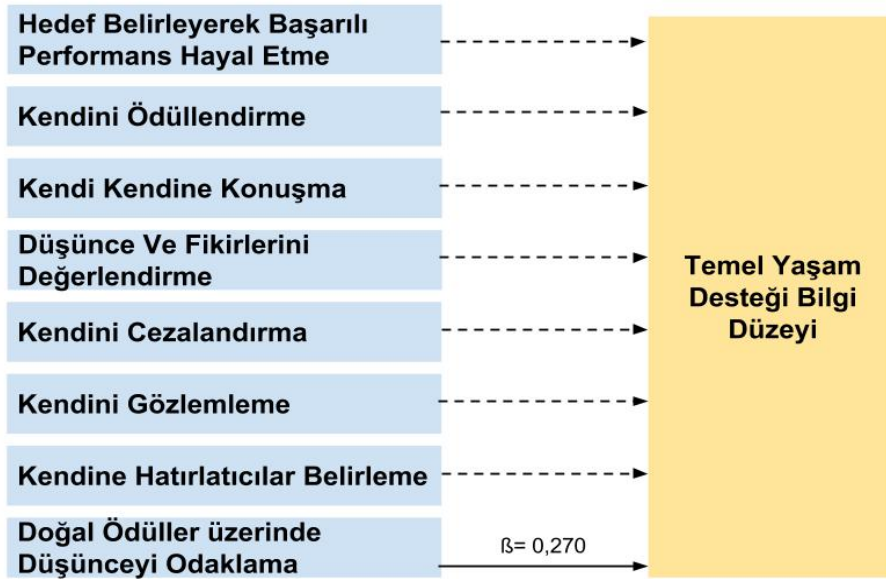 Hedef Belirleyerek Başarılı
Performans Hayal Etme
Kendini Ödüllendirme
Kendi Kendine Konuşma
Düşünce Ve Fikirlerini
Değerlendirme
Kendini Cezalandırma
Kendini Gözlemleme
Kendine Hatırlatıcılar Belirleme
Doğal Ödüller üzerinde
Düşünceyi Odaklama
ß= 0,270
Temel Yaşam
Desteği Bilgi
Düzeyi